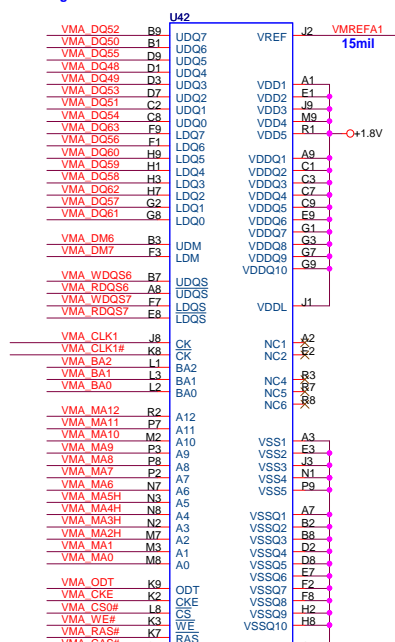 U42
VMA_DQ52 B9 UDQ7 VREF J2 VMREFA1
VMA_DQ50 B1 UDQ6 15mil
VMA_DQ55 D9 UDQ5
VMA_DQ48 D1 UDQ4
VMA_DQ49 D3 UDQ3 VDD1 A1
VMA_DQ53 D7 UDQ2 VDD2 E1
VMA_DQ51 C2 UDQ1 VDD3 J9
VMA_DQ54 C8 UDQ0 VDD4 M9
VMA_DQ63 F9 LDQ7 VDD5 R1 +1.8V
VMA_DQ56 F1 LDQ6
VMA_DQ60 H9 LDQ5 VDDQ1 A9
VMA_DQ59 H1 LDQ4 VDDQ2 C1
VMA_DQ58 H3 LDQ3 VDDQ3 C3
VMA_DQ62 H7 LDQ2 VDDQ4 C7
VMA_DQ57 G2 LDQ1 VDDQ5 C9
VMA_DQ61 G8 LDQ0 VDDQ6 E9
VDDQ7 G1
VMA_DM6 B3 UDM VDDQ8 G3
VMA_DM7 F3 LDM VDDQ9 G7
VDDQ10 G9
VMA_WDQS6 B7 UDQS
VMA_RDQS6 A8 UDQS
VMA_WDQS7 F7 LDQS VDDL J1
VMA_RDQS7 E8 LDQS
VMA_CLK1 J8 CK NC1 A2
VMA_CLK1# K8 CK NC2 E2
VMA_BA2 L1 BA2
VMA_BA1 L3 BA1 NC4 R3
VMA_BA0 L2 BA0 NC5 R7
NC6 R8
VMA_MA12 R2 A12
VMA_MA11 P7 A11
VMA_MA10 M2 A10 VSS1 A3
VMA_MA9 P3 A9 VSS2 E3
VMA_MA8 P8 A8 VSS3 J3
VMA_MA7 P2 A7 VSS4 N1
VMA_MA6 N7 A6 VSS5 P9
VMA_MA5H N3 A5
VMA_MA4H N8 A4 VSSQ1 A7
VMA_MA3H N2 A3 VSSQ2 B2
VMA_MA2H M7 A2 VSSQ3 B8
VMA_MA1 M3 A1 VSSQ4 D2
VMA_MA0 M8 A0 VSSQ5 D8
VSSQ6 E7
VMA_ODT K9 ODT VSSQ7 F2
VMA_CKE K2 CKE VSSQ8 F8
VMA_CS0# L8 CS VSSQ9 H2
VMA_WE# K3 WE VSSQ10 H8
VMA_RAS# K7 RAS